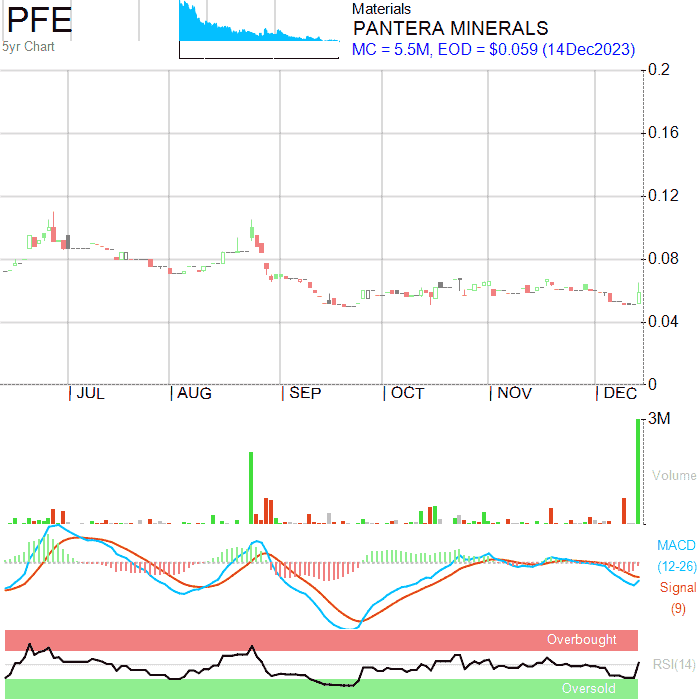 PFE
5yr Chart
Materials
PANTERA MINERALS
MC = 5.5M, EOD = $0.059 (14Dec2023)
0.2
0.16
0.12
0.08
0.04
0
JUL AUG SEP OCT NOV DEC
3M
Volume
MACD
(12-26)
Signal
(9)
Overbought
RSI(14)
Oversold